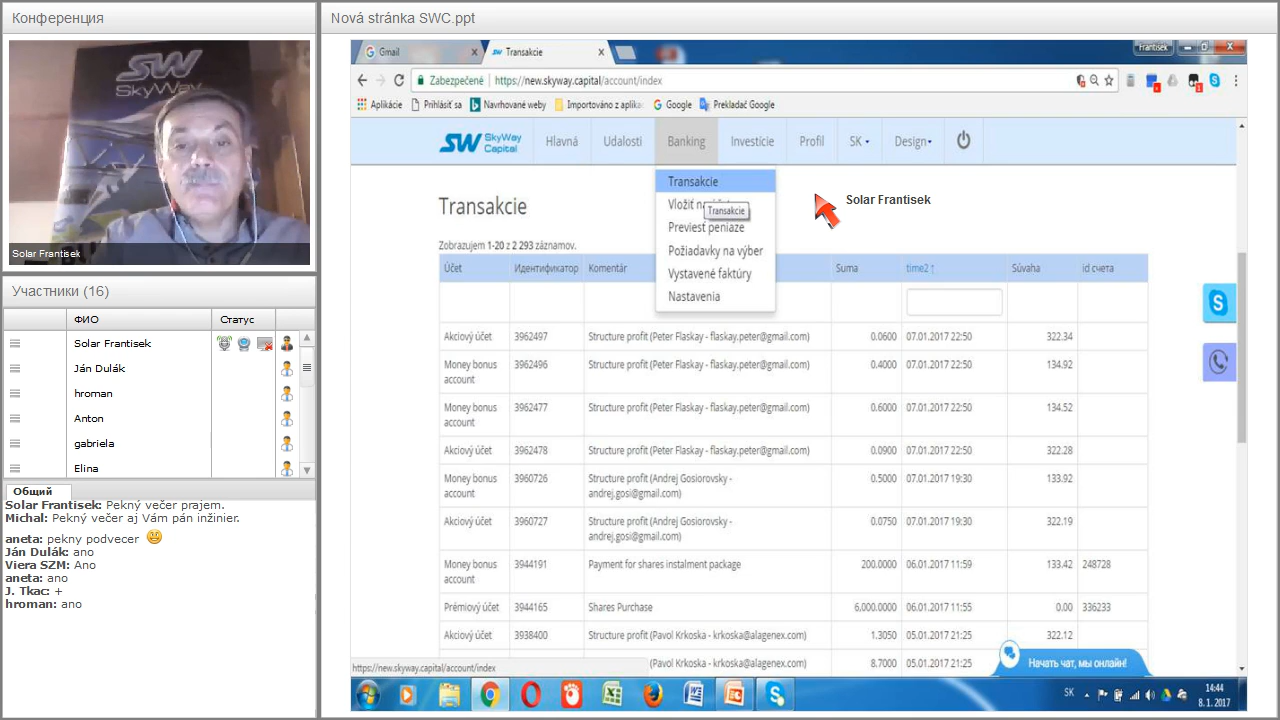 Конференция
SW
SkyWay
Solar Frantisek
Участники (16)
ФИО Статус
Solar Frantisek
Ján Dulák
hroman
Anton
gabriela
Elina
Общий
Solar Frantisek: Pekný večer prajem.
Michal: Pekný večer aj Vám pán inžinier.
aneta: pekny podvecer
Ján Dulák: ano
Viera SZM: Ano
aneta: ano
J. Tkac: +
hroman: ano
Nová stránka SWC.ppt
Gmail Transakcie František
Zabezpečené https://new.skyway.capital/account/index
Aplikácie Prihlásiť sa Navrhované weby Importováno z aplika Google Prekladač Google
SW SkyWay Capital Hlavná Udalosti Banking Investície Profil SK Design
Transakcie
Vložiť na
Transakcie
Previesť peniaze
Požiadavky na výber
Vystavené faktúry
Nastavenia
Solar Frantisek
Transakcie
Zobrazujem 1-20 z 2 293 záznamov.
Účet Идентификатор Komentár Suma time2 ↑ Súvaha id счета
Akciový účet 3962497 Structure profit (Peter Flaskay - flaskay.peter@gmail.com) 0.0600 07.01.2017 22:50 322.34
Money bonus account 3962496 Structure profit (Peter Flaskay - flaskay.peter@gmail.com) 0.4000 07.01.2017 22:50 134.92
Money bonus account 3962477 Structure profit (Peter Flaskay - flaskay.peter@gmail.com) 0.6000 07.01.2017 22:50 134.52
Akciový účet 3962478 Structure profit (Peter Flaskay - flaskay.peter@gmail.com) 0.0900 07.01.2017 22:50 322.28
Money bonus account 3960726 Structure profit (Andrej Gosiorovsky - andrej.gosi@gmail.com) 0.5000 07.01.2017 19:30 133.92
Akciový účet 3960727 Structure profit (Andrej Gosiorovsky - andrej.gosi@gmail.com) 0.0750 07.01.2017 19:30 322.19
Money bonus account 3944191 Payment for shares instalment package 200.0000 06.01.2017 11:59 133.42 248728
Prémiový účet 3944165 Shares Purchase 6,000.0000 06.01.2017 11:55 0.00 336233
Akciový účet 3938400 Structure profit (Pavol Krkoska - krkoska@alagenex.com) 1.3050 05.01.2017 21:25 322.12
(Pavol Krkoska - krkoska@alagenex.com) 8.7000 05.01.2017 21:25
https://new.skyway.capital/account/index
Начать чат, мы онлайн!
SK 14:44
8. 1. 2017